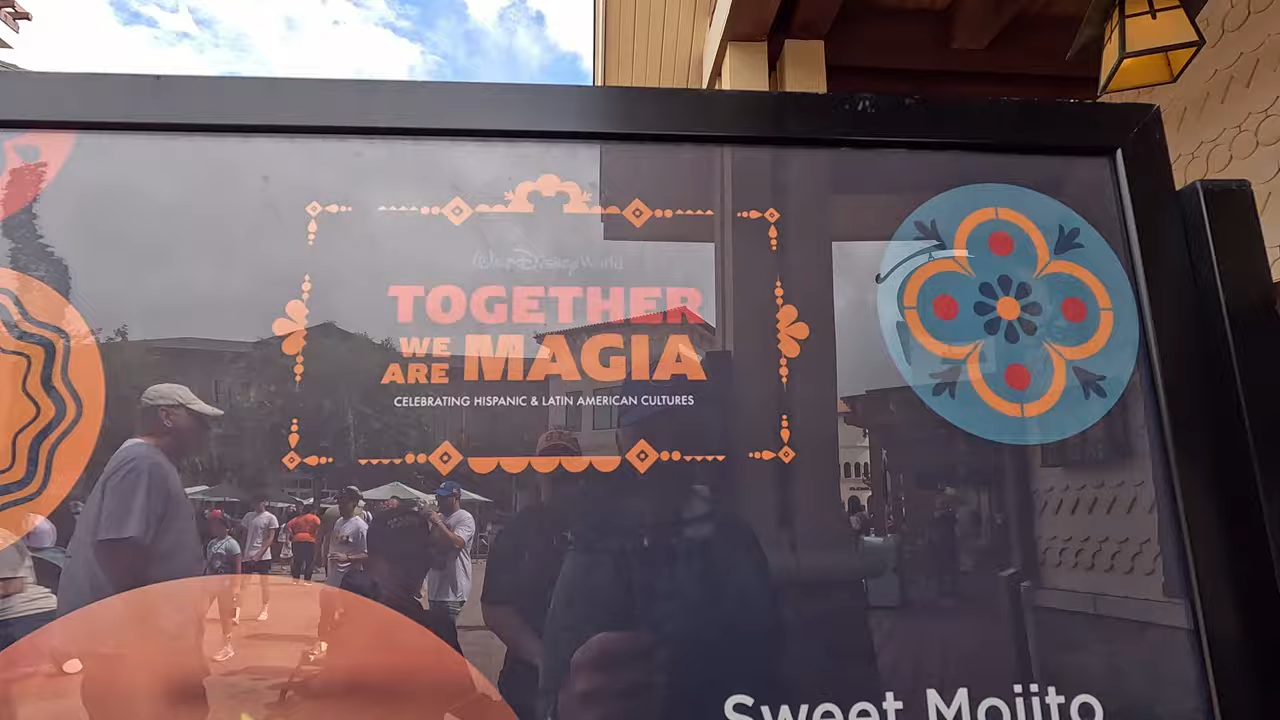 Walt Disney World
TOGETHER
WE
ARE MAGIA
CELEBRATING HISPANIC & LATIN AMERICAN CULTURES
Sweet Mojito